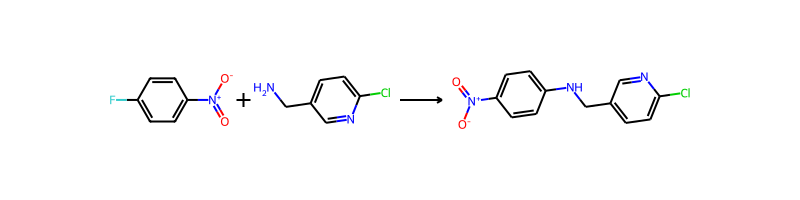 F N⁺ O⁻ O + H₂N N Cl O N⁺ O⁻ NH N Cl